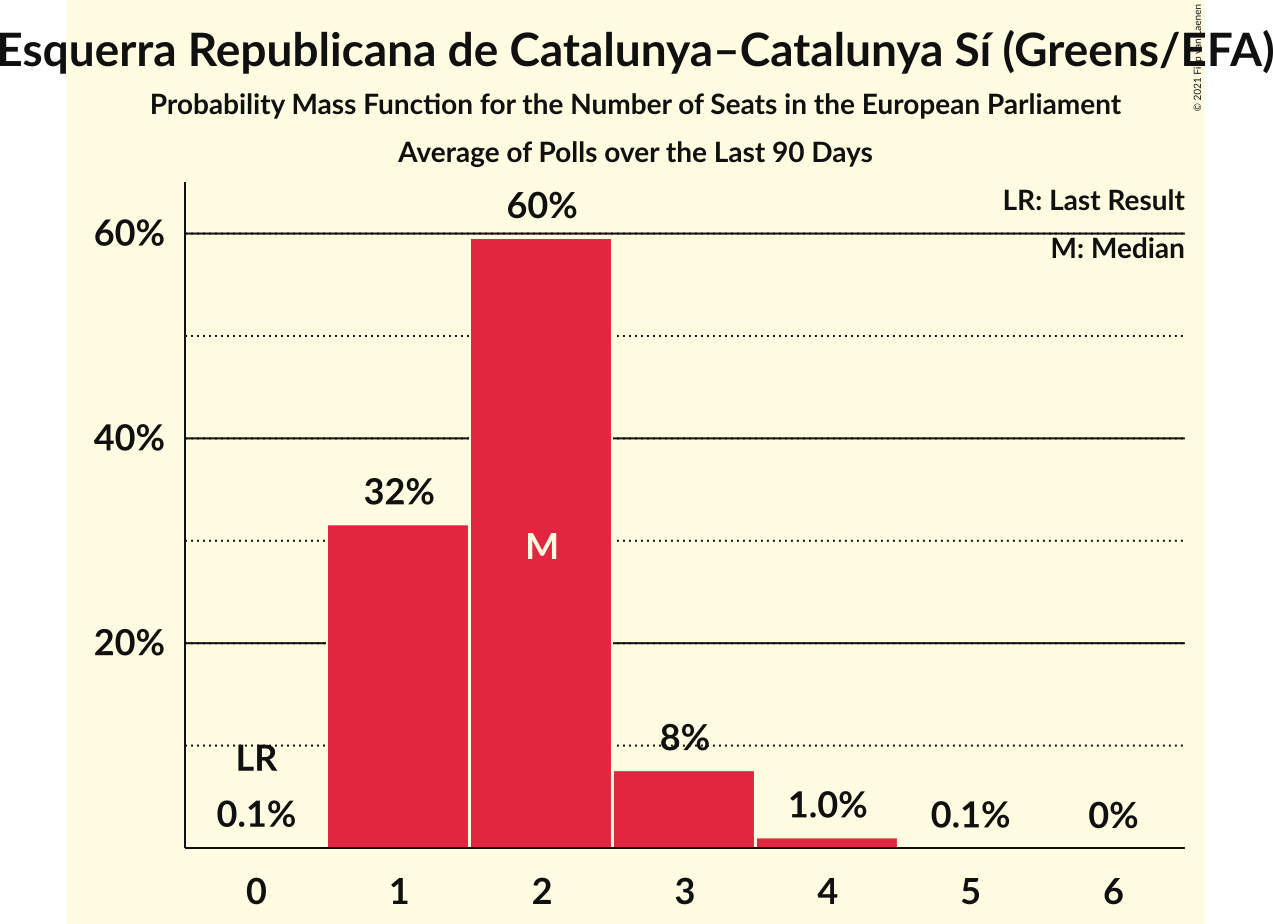 Esquerra Republicana de Catalunya–Catalunya Sí (Greens/EFA)
Probability Mass Function for the Number of Seats in the European Parliament
Average of Polls over the Last 90 Days
© 2021
LR: Last Result
M: Median
60%
40%
20%
LR
0.1%
32%
60%
M
8%
1.0%
0.1%
0%
0 1 2 3 4 5 6